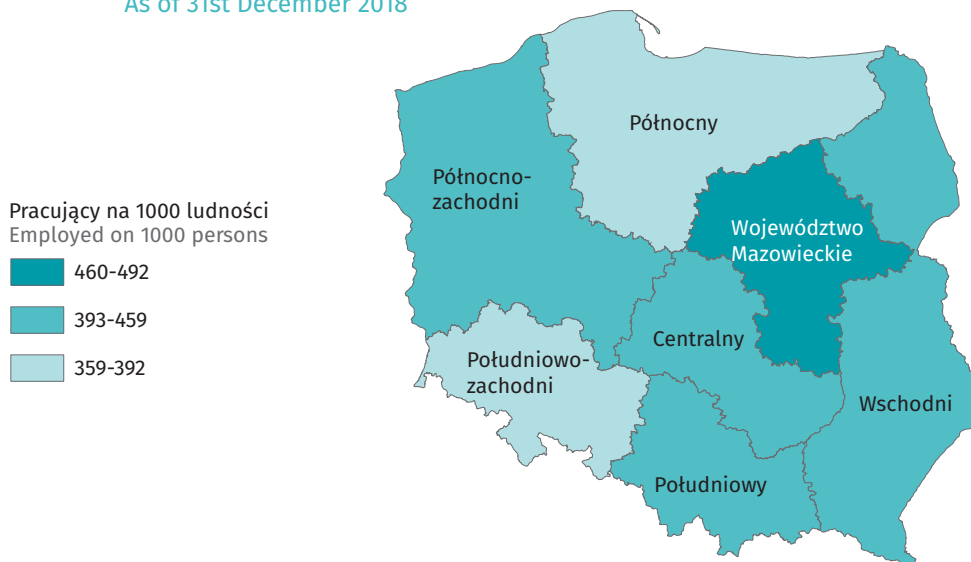 As of 31st December 2018
Pracujący na 1000 ludności
Employed on 1000 persons
460-492
393-459
359-392
Północny
Północno-
zachodni
Województwo
Mazowieckie
Centralny
Południowo-
zachodni
Wschodni
Południowy